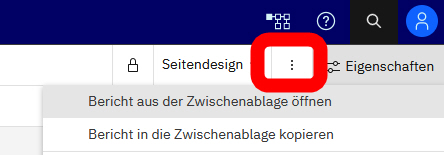 Seitendesign
Eigenschaften
Bericht aus der Zwischenablage öffnen
Bericht in die Zwischenablage kopieren